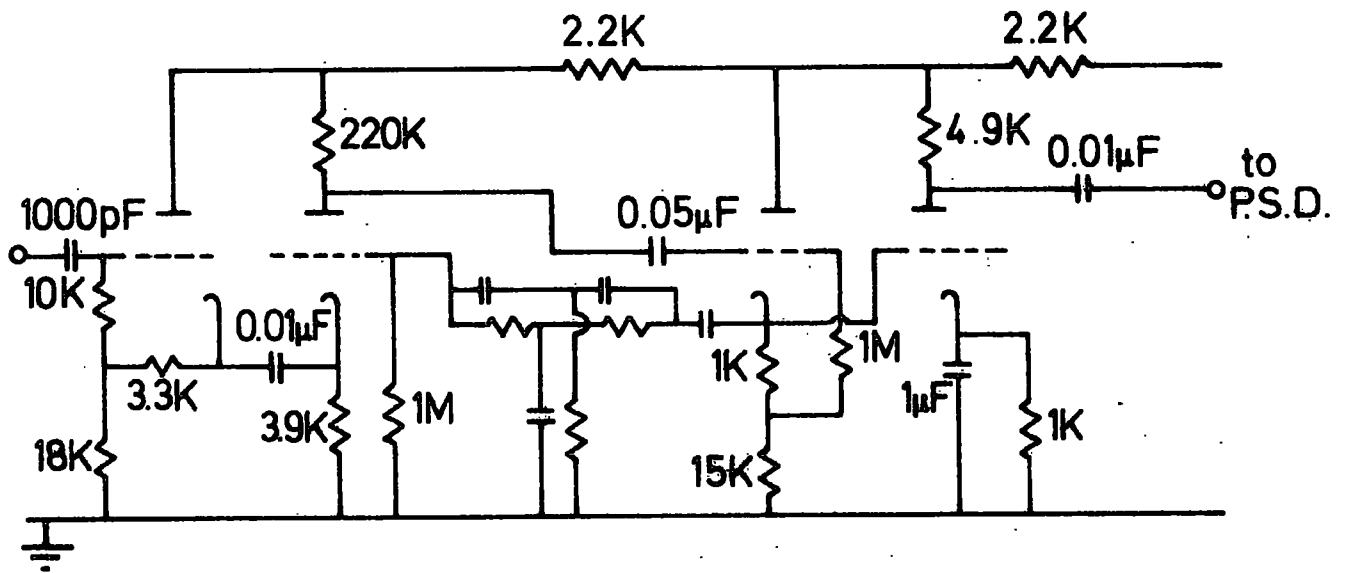 2.2K
2.2K
220K
4.9K
0.01µF
to
P.S.D.
1000pF
0.05µF
10K
0.01µF
3.3K
3.9K
1M
1K
1M
1µF
1K
18K
15K